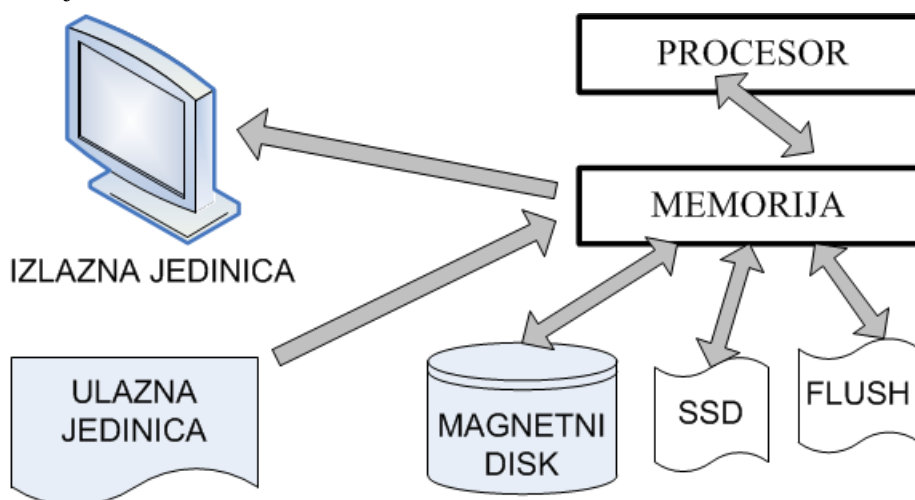 PROCESOR
MEMORIJA
IZLAZNA JEDINICA
ULAZNA
JEDINICA
MAGNETNI
DISK
SSD
FLUSH